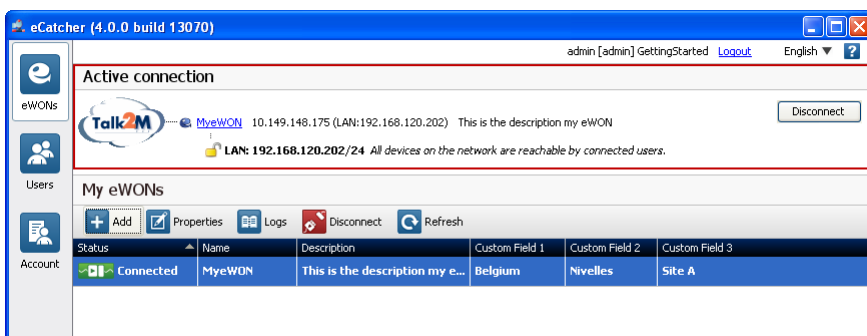 eCatcher (4.0.0 build 13070)
admin [admin] GettingStarted Logout English ▼ ?
eWONs
Users
Account
Active connection
Talk2M MyeWON 10.149.148.175 (LAN:192.168.120.202) This is the description my eWON Disconnect
LAN: 192.168.120.202/24 All devices on the network are reachable by connected users.
My eWONs
Add Properties Logs Disconnect Refresh
Status Name Description Custom Field 1 Custom Field 2 Custom Field 3
Connected MyeWON This is the description my e... Belgium Nivelles Site A